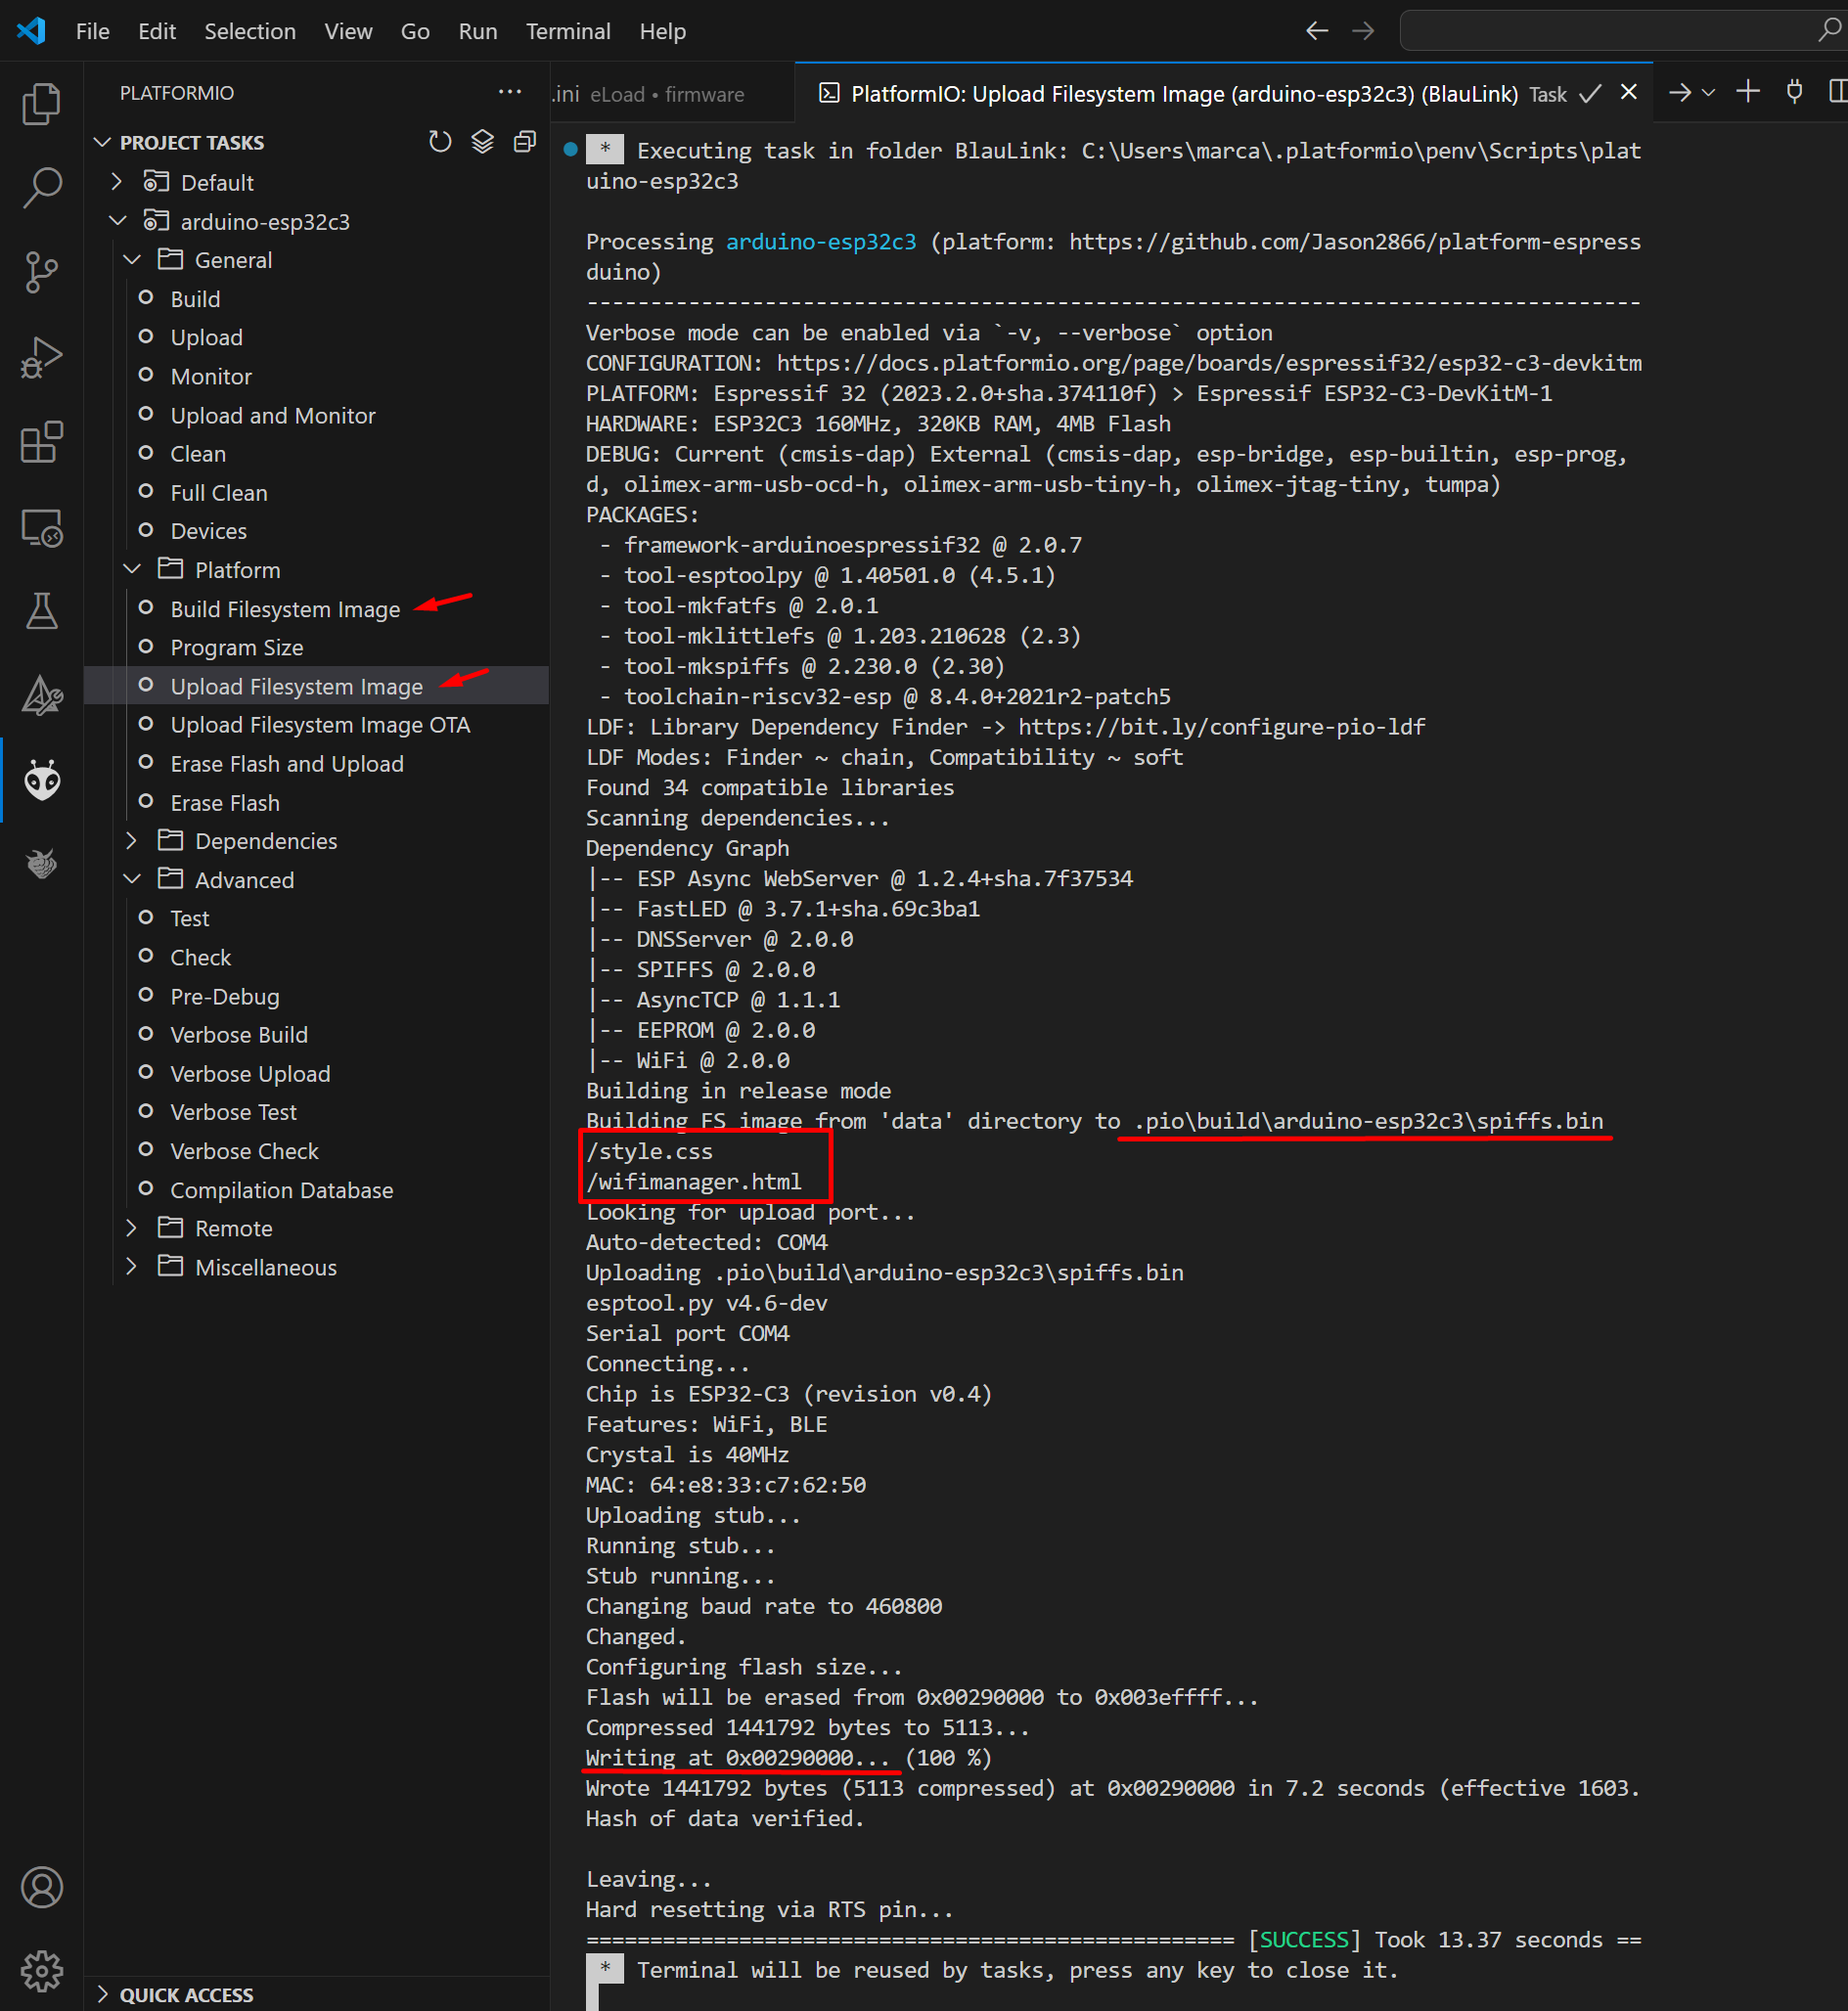 File Edit Selection View Go Run Terminal Help
PLATFORMIO
PROJECT TASKS
Default
arduino-esp32c3
General
Build
Upload
Monitor
Upload and Monitor
Clean
Full Clean
Devices
Platform
Build Filesystem Image
Program Size
Upload Filesystem Image
Upload Filesystem Image OTA
Erase Flash and Upload
Erase Flash
Dependencies
Advanced
Test
Check
Pre-Debug
Verbose Build
Verbose Upload
Verbose Test
Verbose Check
Compilation Database
Remote
Miscellaneous
QUICK ACCESS
.ini eLoad • firmware
PlatformIO: Upload Filesystem Image (arduino-esp32c3) (BlauLink) Task
* Executing task in folder BlauLink: C:\Users\marca\.platformio\penv\Scripts\plat
uino-esp32c3
Processing arduino-esp32c3 (platform: https://github.com/Jason2866/platform-espress
duino)
-----------------------------------------------------------------------------------
Verbose mode can be enabled via `-v, --verbose` option
CONFIGURATION: https://docs.platformio.org/page/boards/espressif32/esp32-c3-devkitm
PLATFORM: Espressif 32 (2023.2.0+sha.374110f) > Espressif ESP32-C3-DevKitM-1
HARDWARE: ESP32C3 160MHz, 320KB RAM, 4MB Flash
DEBUG: Current (cmsis-dap) External (cmsis-dap, esp-bridge, esp-builtin, esp-prog,
d, olimex-arm-usb-ocd-h, olimex-arm-usb-tiny-h, olimex-jtag-tiny, tumpa)
PACKAGES:
- framework-arduinoespressif32 @ 2.0.7
- tool-esptoolpy @ 1.40501.0 (4.5.1)
- tool-mkfatfs @ 2.0.1
- tool-mklittlefs @ 1.203.210628 (2.3)
- tool-mkspiffs @ 2.230.0 (2.30)
- toolchain-riscv32-esp @ 8.4.0+2021r2-patch5
LDF: Library Dependency Finder -> https://bit.ly/configure-pio-ldf
LDF Modes: Finder ~ chain, Compatibility ~ soft
Found 34 compatible libraries
Scanning dependencies...
Dependency Graph
|-- ESP Async WebServer @ 1.2.4+sha.7f37534
|-- FastLED @ 3.7.1+sha.69c3ba1
|-- DNSServer @ 2.0.0
|-- SPIFFS @ 2.0.0
|-- AsyncTCP @ 1.1.1
|-- EEPROM @ 2.0.0
|-- WiFi @ 2.0.0
Building in release mode
Building FS image from 'data' directory to .pio\build\arduino-esp32c3\spiffs.bin
/style.css
/wifimanager.html
Looking for upload port...
Auto-detected: COM4
Uploading .pio\build\arduino-esp32c3\spiffs.bin
esptool.py v4.6-dev
Serial port COM4
Connecting...
Chip is ESP32-C3 (revision v0.4)
Features: WiFi, BLE
Crystal is 40MHz
MAC: 64:e8:33:c7:62:50
Uploading stub...
Running stub...
Stub running...
Changing baud rate to 460800
Changed.
Configuring flash size...
Flash will be erased from 0x00290000 to 0x003effff...
Compressed 1441792 bytes to 5113...
Writing at 0x00290000... (100 %)
Wrote 1441792 bytes (5113 compressed) at 0x00290000 in 7.2 seconds (effective 1603.
Hash of data verified.
Leaving...
Hard resetting via RTS pin...
=================================================== [SUCCESS] Took 13.37 seconds ==
* Terminal will be reused by tasks, press any key to close it.